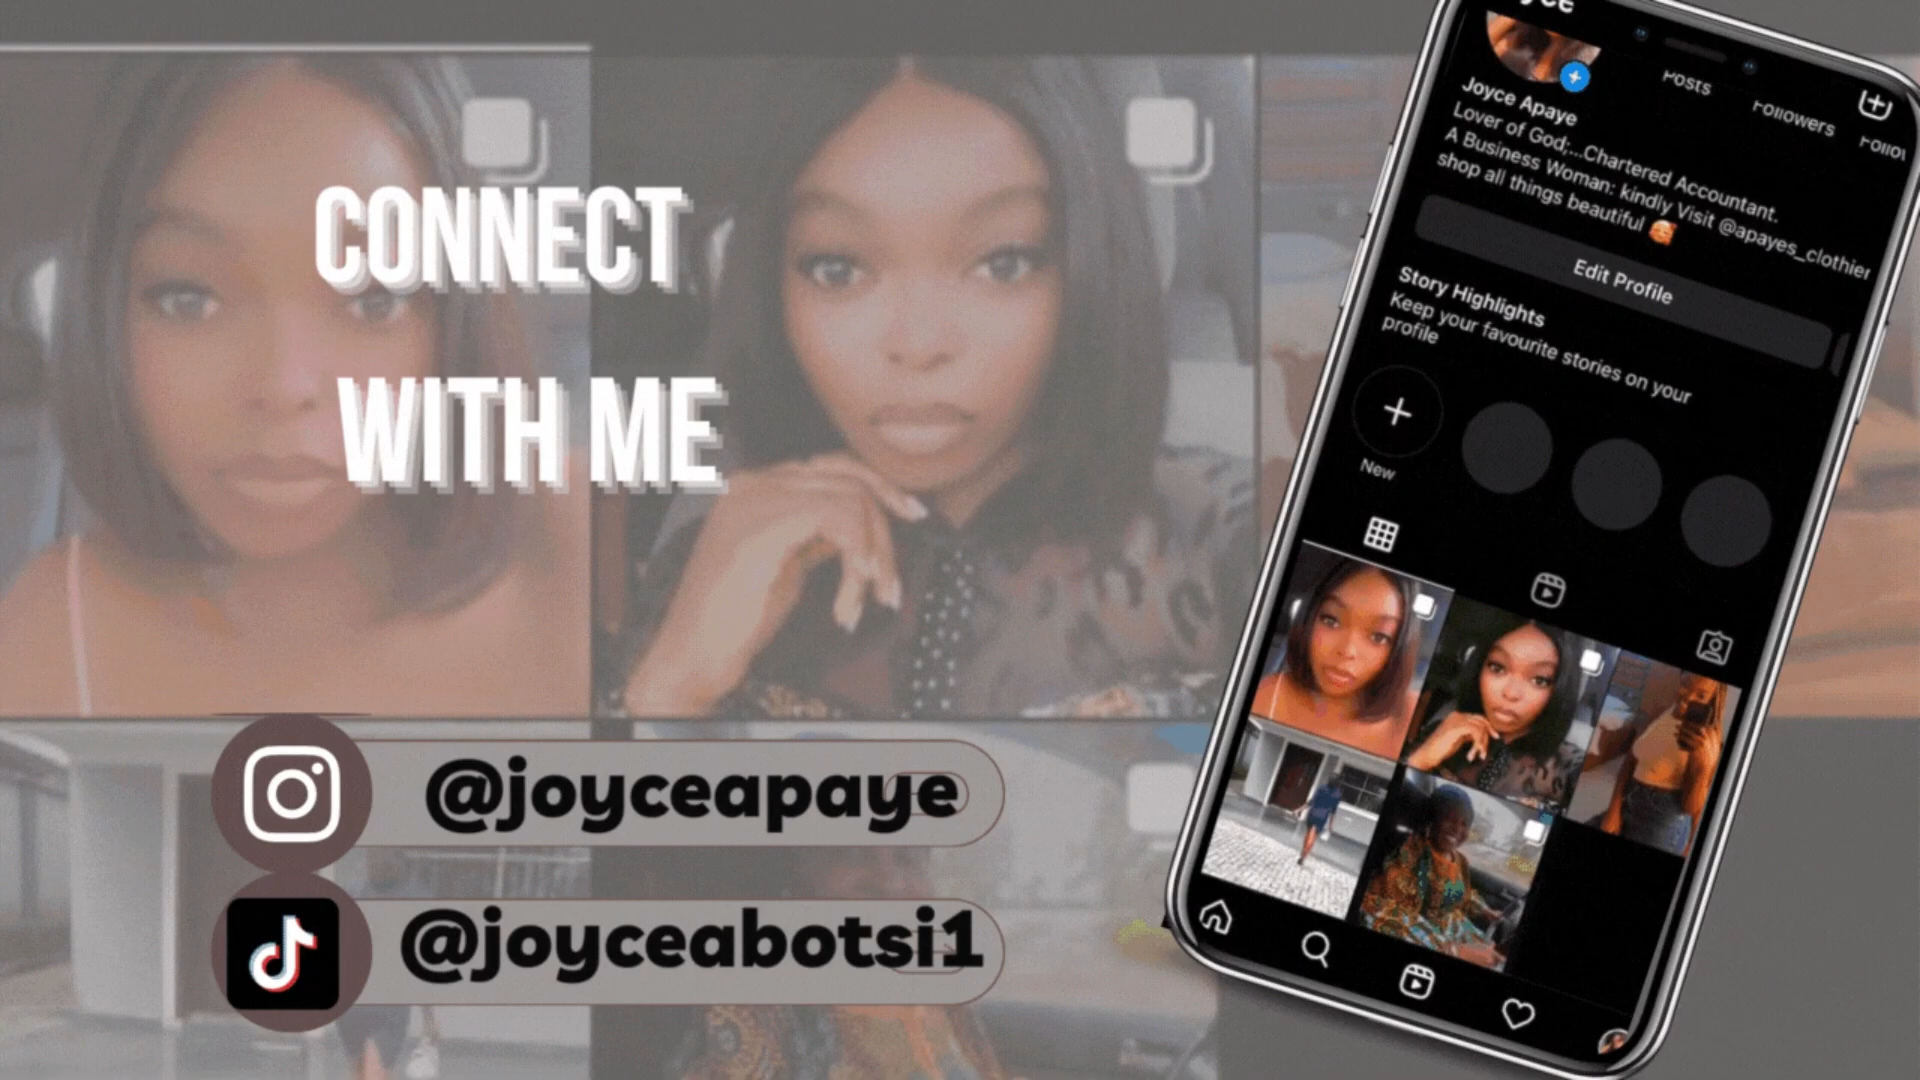 CONNECT
WITH ME
@joyceapaye
@joyceabotsi1
Posts
Followers
Joyce Apaye
Lover of God;...Chartered Accountant.
A Business Woman: kindly Visit @apayes_clothier
shop all things beautiful 🥰
Edit Profile
Story Highlights
Keep your favourite stories on your
profile
New